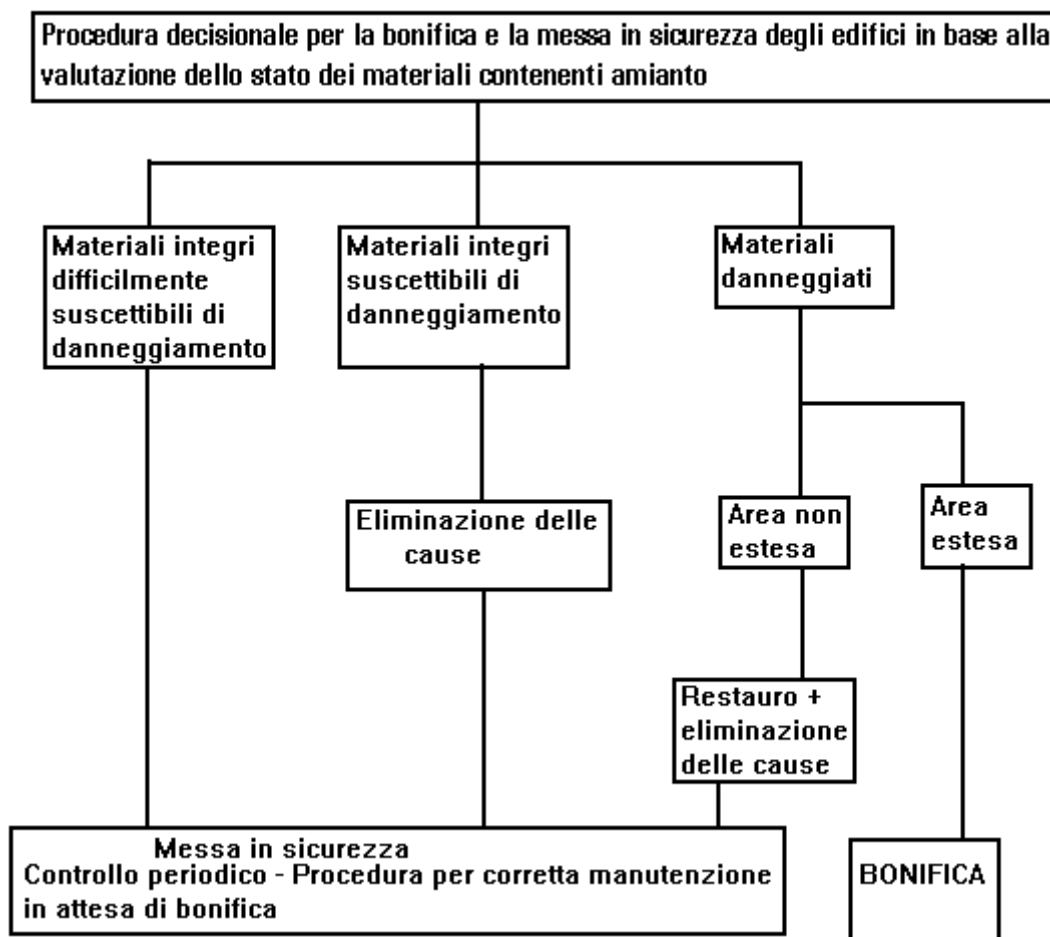 Procedura decisionale per la bonifica e la messa in sicurezza degli edifici in base alla
valutazione dello stato dei materiali contenenti amianto
Materiali integri
difficilmente
suscettibili di
danneggiamento
Materiali integri
suscettibili di
danneggiamento
Materiali
danneggiati
Eliminazione delle
cause
Area non
estesa
Area
estesa
Restauro +
eliminazione
delle cause
Messa in sicurezza
Controllo periodico - Procedura per corretta manutenzione
in attesa di bonifica
BONIFICA